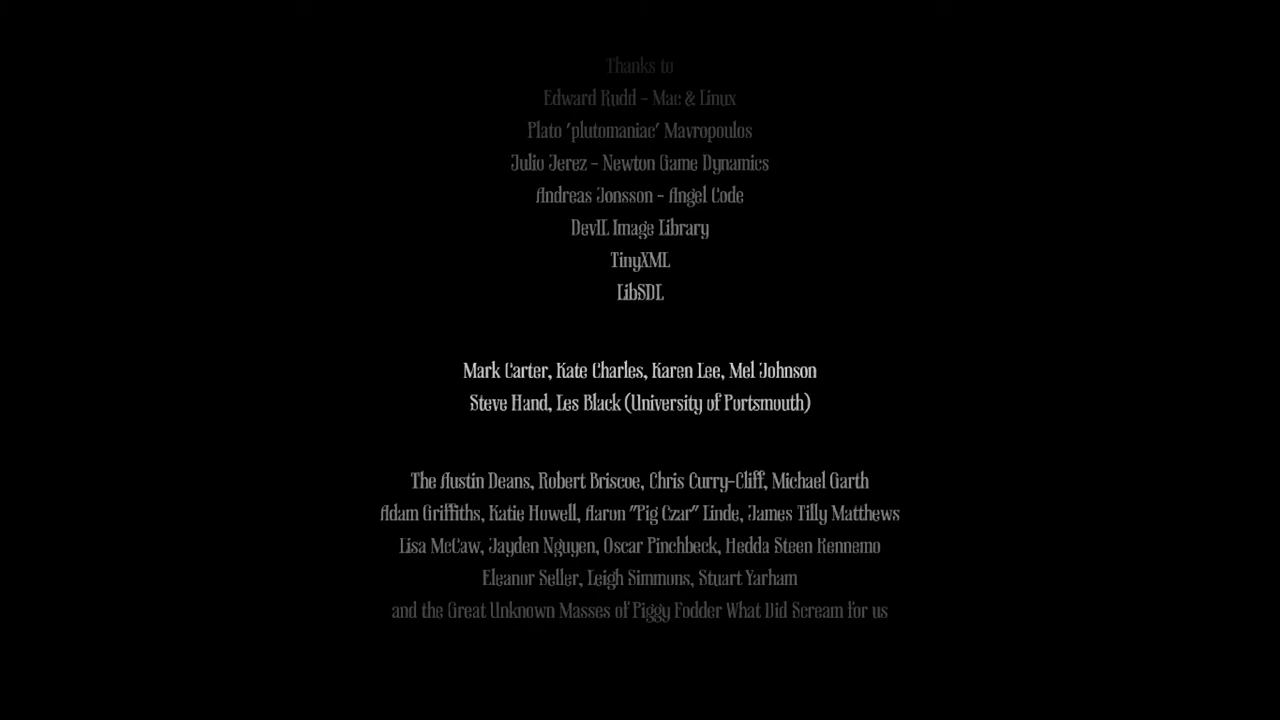 Thanks to
Edward Rudd - Mac & Linux
Plato 'plutomaniac' Mavropoulos
Julio Jerez - Newton Game Dynamics
Andreas Jonsson - Angel Code
DevIL Image Library
TinyXML
LibSDL
Mark Carter, Kate Charles, Karen Lee, Mel Johnson
Steve Hand, Les Black (University of Portsmouth)
The Austin Deans, Robert Briscoe, Chris Curry-Cliff, Michael Garth
Adam Griffiths, Katie Howell, Aaron "Pig Czar" Linde, James Tilly Matthews
Lisa McCaw, Jayden Nguyen, Oscar Pinchbeck, Hedda Steen Rennemo
Eleanor Seller, Leigh Simmons, Stuart Yarham
and the Great Unknown Masses of Piggy Fodder What Did Scream for us